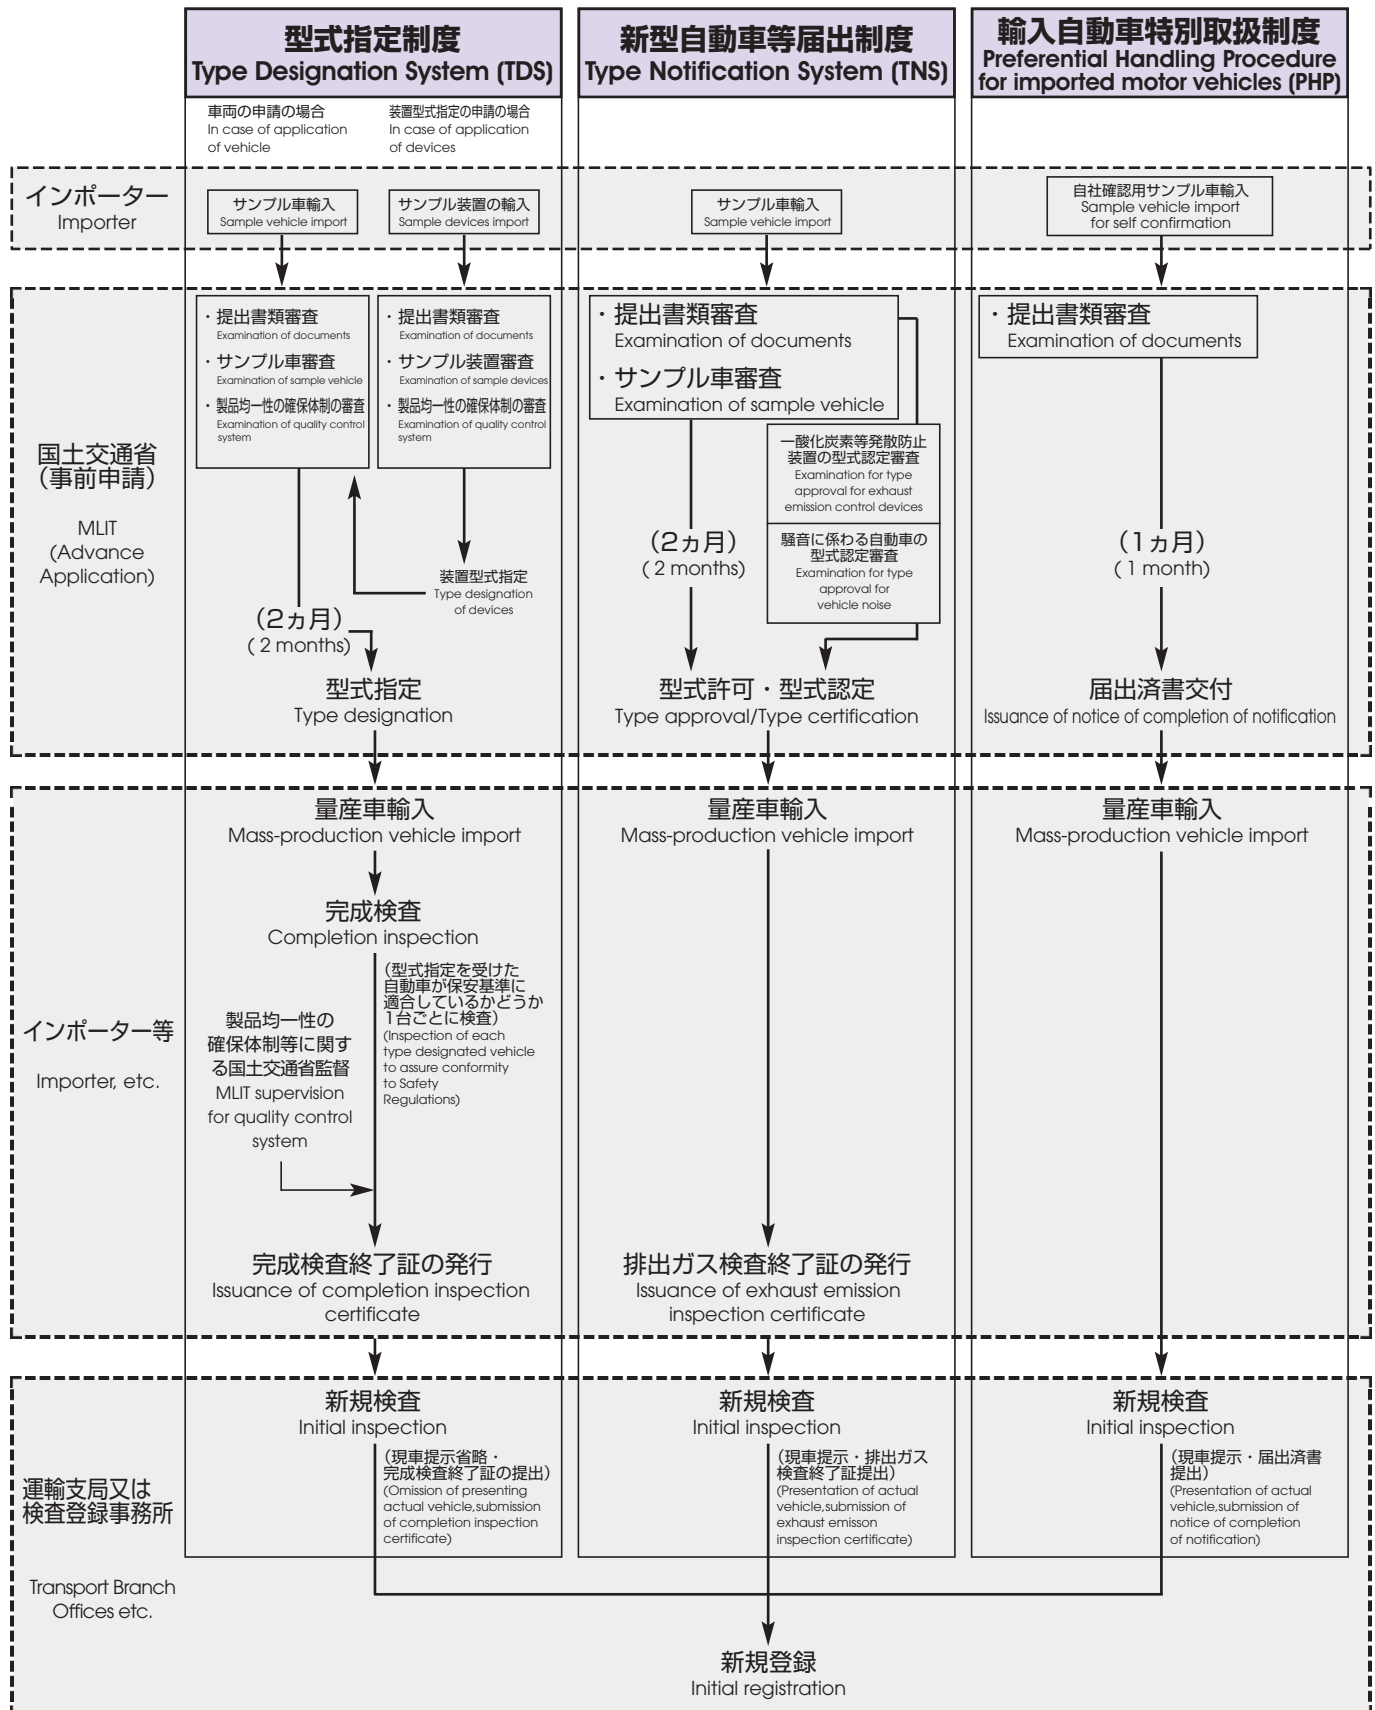 型式指定制度
Type Designation System (TDS)
新型自動車等届出制度
Type Notification System (TNS)
輸入自動車特別取扱制度
Preferential Handling Procedure
for imported motor vehicles (PHP)
車両の申請の場合
In case of application
of vehicle
装置型式指定の申請の場合
In case of application
of devices
インポーター
Importer
サンプル車輸入
Sample vehicle import
サンプル装置の輸入
Sample devices import
サンプル車輸入
Sample vehicle import
自社確認用サンプル車輸入
Sample vehicle import
for self confirmation
国土交通省
（事前申請）
MLIT
(Advance
Application)
・提出書類審査
Examination of documents
・サンプル車審査
Examination of sample vehicle
・製品均一性の確保体制の審査
Examination of quality control
system
・提出書類審査
Examination of documents
・サンプル装置審査
Examination of sample devices
・製品均一性の確保体制の審査
Examination of quality control
system
装置型式指定
Type designation
of devices
（2ヵ月）
( 2 months)
型式指定
Type designation
・提出書類審査
Examination of documents
・サンプル車審査
Examination of sample vehicle
一酸化炭素等発散防止
装置の型式認定審査
Examination for type
approval for exhaust
emission control devices
騒音に係わる自動車の
型式認定審査
Examination for type
approval for
vehicle noise
（2ヵ月）
( 2 months)
型式許可・型式認定
Type approval/Type certification
・提出書類審査
Examination of documents
（1ヵ月）
( 1 month)
届出済書交付
Issuance of notice of completion of notification
インポーター等
Importer, etc.
量産車輸入
Mass-production vehicle import
完成検査
Completion inspection
（型式指定を受けた
自動車が保安基準に
適合しているかどうか
1台ごとに検査）
(Inspection of each
type designated vehicle
to assure conformity
to Safety
Regulations)
製品均一性の
確保体制等に関す
る国土交通省監督
MLIT supervision
for quality control
system
完成検査終了証の発行
Issuance of completion inspection
certificate
量産車輸入
Mass-production vehicle import
排出ガス検査終了証の発行
Issuance of exhaust emission
inspection certificate
量産車輸入
Mass-production vehicle import
運輸支局又は
検査登録事務所
Transport Branch
Offices etc.
新規検査
Initial inspection
（現車提示省略・
完成検査終了証の提出）
(Omission of presenting
actual vehicle,submission
of completion inspection
certificate)
新規検査
Initial inspection
（現車提示・排出ガス
検査終了証提出）
(Presentation of actual
vehicle,submission of
exhaust emisson
inspection certificate)
新規検査
Initial inspection
（現車提示・届出済書
提出）
(Presentation of actual
vehicle,submission of
notice of completion
of notification)
新規登録
Initial registration